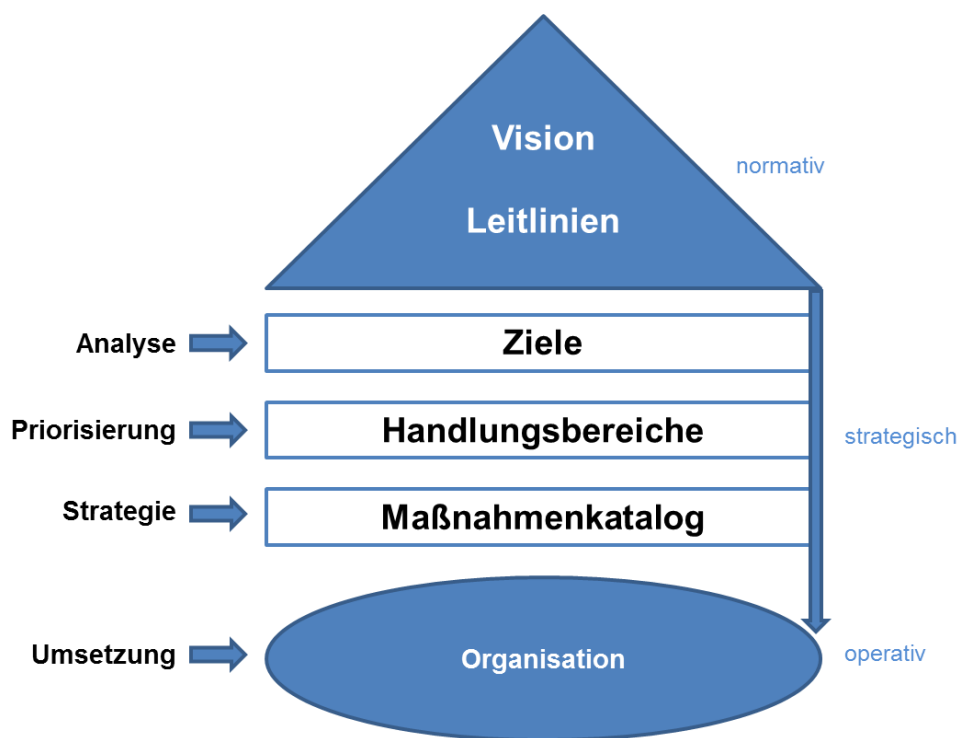 Vision
normativ
Leitlinien
Analyse
Ziele
Priorisierung
Handlungsbereiche
strategisch
Strategie
Maßnahmenkatalog
Umsetzung
Organisation
operativ